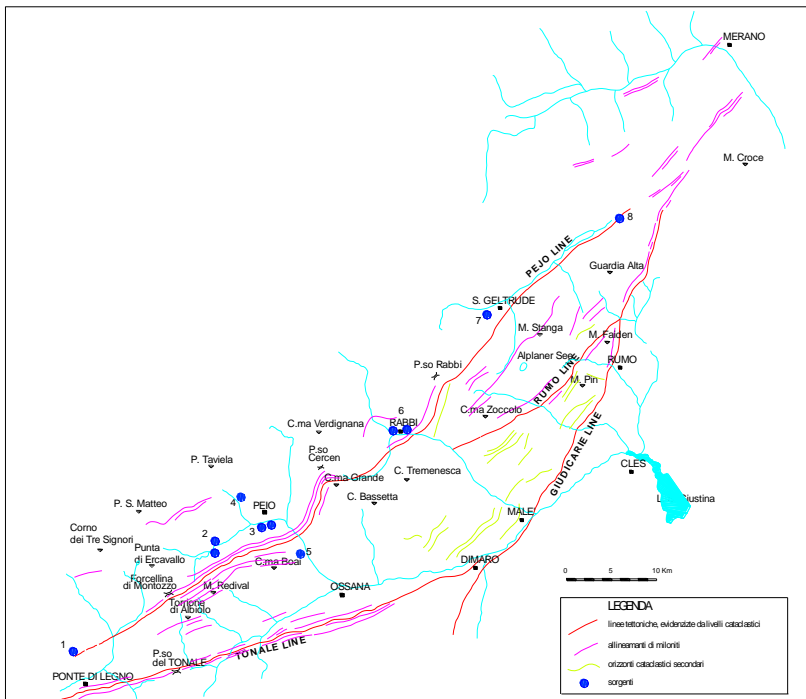 MERANO
M. Croce
8
PEJO LINE
Guardia Alta
S. GELTRUDE
7
M. Stanga
M. Falden
Alplaner See
RUMO
P.so Rabbi
RUMO LINE
M. Pin
6
RABBI
C.ma Zoccolo
C.ma Verdignana
GIUDICARIE LINE
P.so
Cercen
P. Taviela
C.ma Grande
C. Tremenesca
CLES
4
C. Bassetta
P. S. Matteo
PEIO
MALE'
3
2
Corno
dei Tre Signori
Punta
di Ercavallo
5
C.ma Boai
DIMARO
Forcellina
di Montozzo
M. Redival
OSSANA
Torrione
di Albiolo
0 5 10 Km
1
TONALE LINE
P.so
del TONALE
PONTE DI LEGNO
LEGENDA
linee tettoniche, evidenzite da livelli cataclastici
allineamanti di miloniti
orizzonti cataclastici secondari
sorgenti